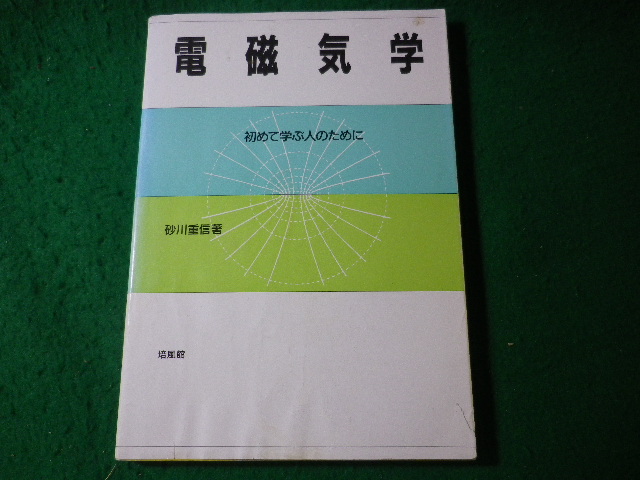 電磁気学
初めて学ぶ人のために
砂川重信著
培風館